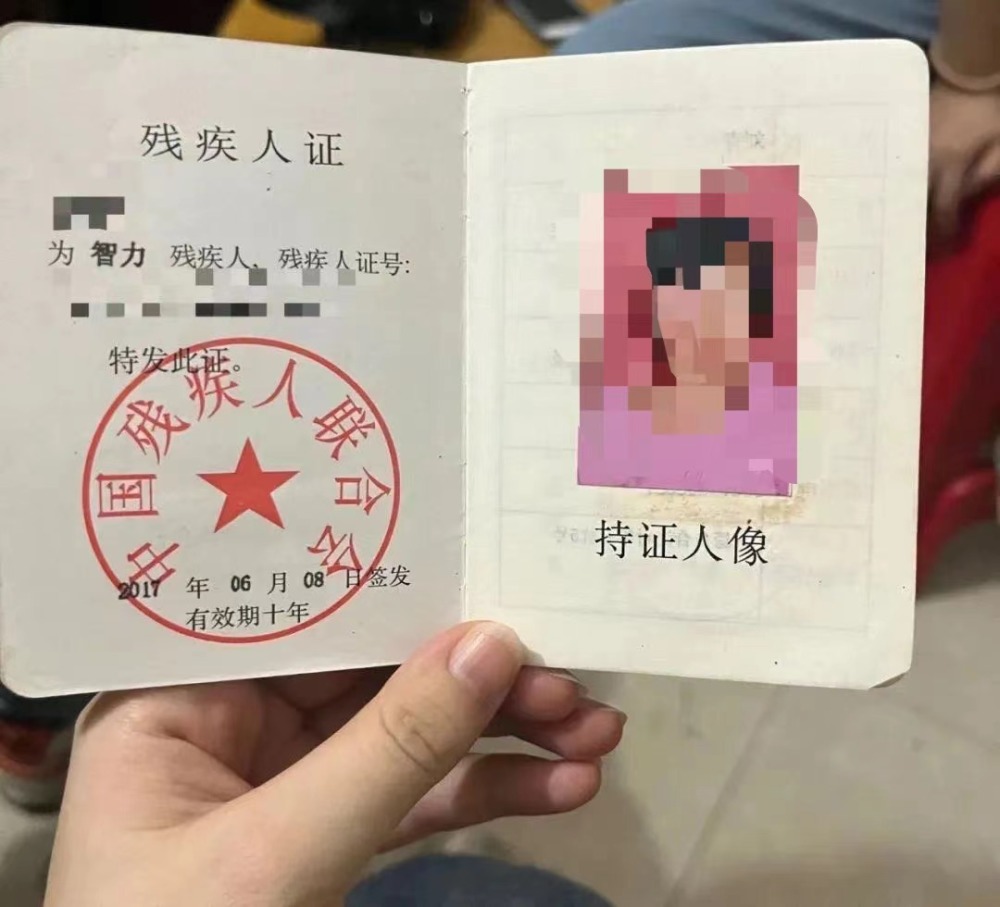 残疾人证
为 智力 残疾人，残疾人证号:
特发此证。
中国残疾人联合会
2017 年 06 月 08 日签发
有效期十年
持证人像